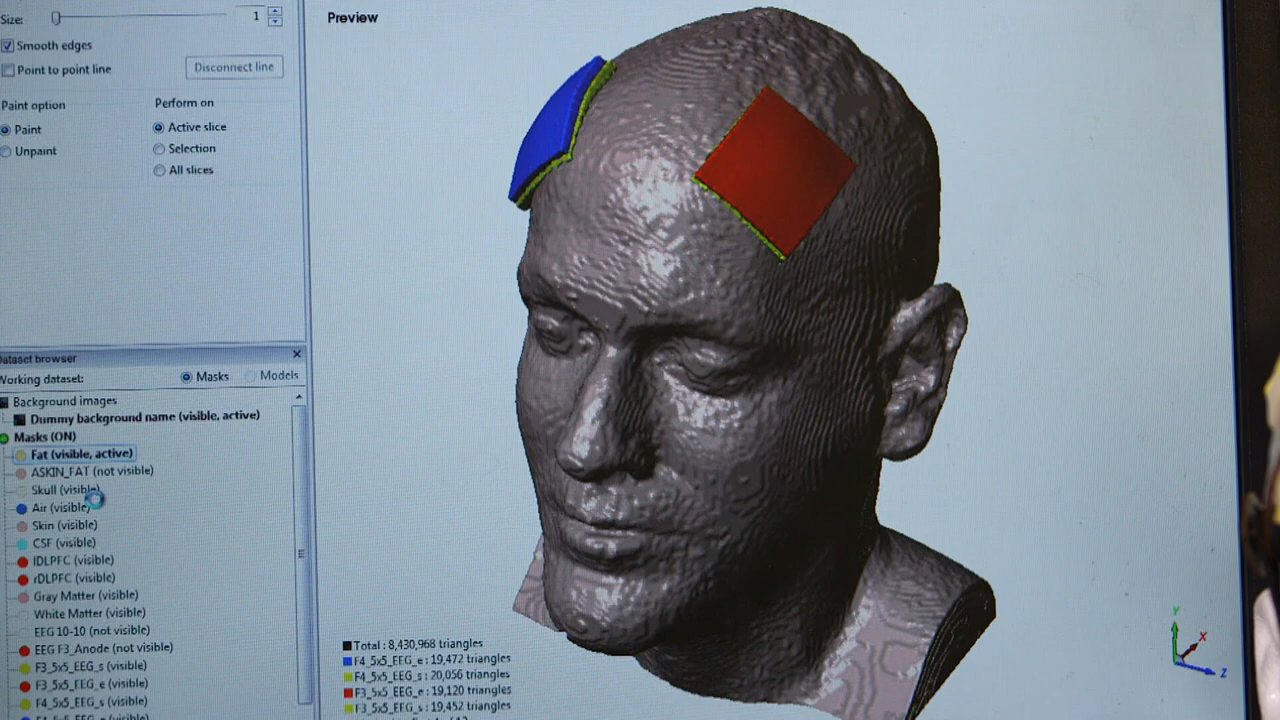 Size:
1
Smooth edges
Point to point line
Disconnect line
Paint option
Perform on
Paint
Active slice
Unpaint
Selection
All slices
Preview
Dataset browser
Working dataset:
Masks
Models
Background images
Dummy background name (visible, active)
Masks (ON)
Fat (visible, active)
ASKIN_FAT (not visible)
Skull (visible)
Air (visible)
Skin (visible)
CSF (visible)
lDLPFC (visible)
rDLPFC (visible)
Gray Matter (visible)
White Matter (visible)
EEG 10-10 (not visible)
EEG F3_Anode (not visible)
F3_5x5_EEG_s (visible)
F3_5x5_EEG_e (visible)
F4_5x5_EEG_s (visible)
Total : 8,430,968 triangles
F4_5x5_EEG_e : 19,472 triangles
F4_5x5_EEG_s : 20,056 triangles
F3_5x5_EEG_e : 19,120 triangles
F3_5x5_EEG_s : 19,452 triangles
Y
X
Z